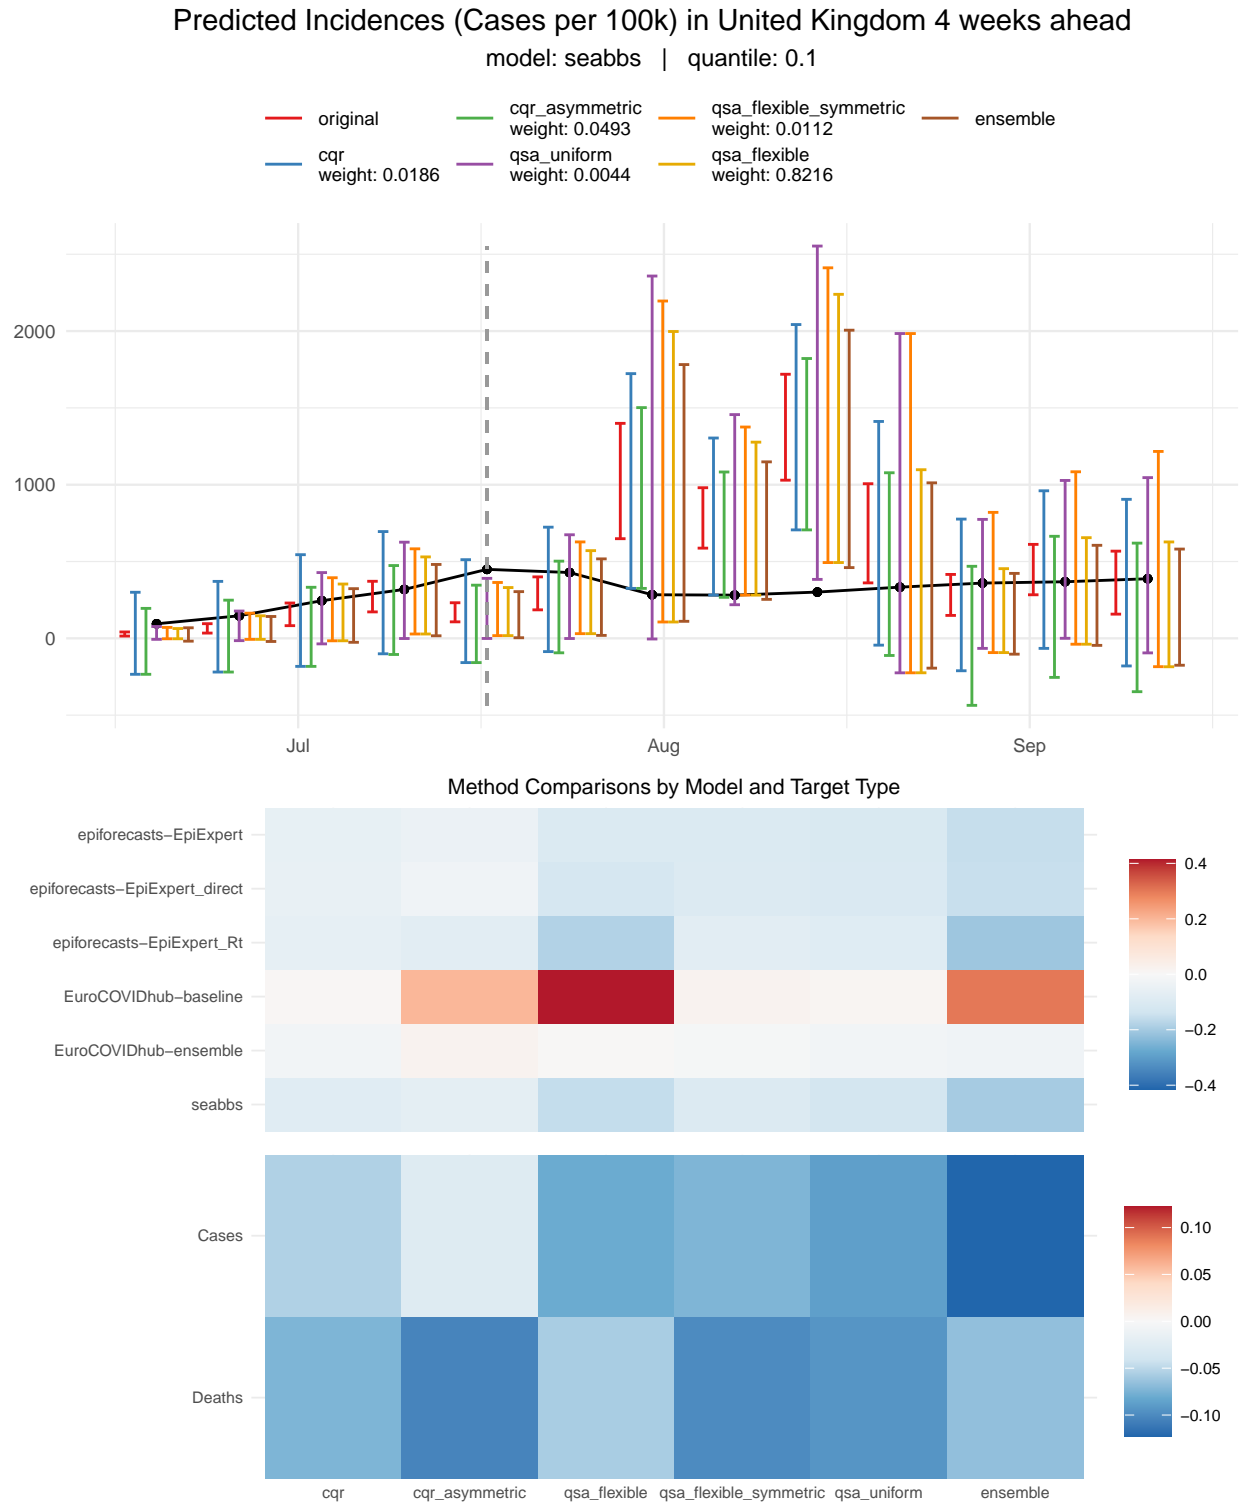 Predicted Incidences (Cases per 100k) in United Kingdom 4 weeks ahead
model: seabbs | quantile: 0.1
original
cqr
weight: 0.0186
cqr_asymmetric
weight: 0.0493
qsa_uniform
weight: 0.0044
qsa_flexible_symmetric
weight: 0.0112
qsa_flexible
weight: 0.8216
ensemble
2000
1000
0
Jul Aug Sep
Method Comparisons by Model and Target Type
epiforecasts−EpiExpert
epiforecasts−EpiExpert_direct
epiforecasts−EpiExpert_Rt
EuroCOVIDhub−baseline
EuroCOVIDhub−ensemble
seabbs
0.4
0.2
0.0
−0.2
−0.4
Cases
Deaths
0.10
0.05
0.00
−0.05
−0.10
cqr cqr_asymmetric qsa_flexible qsa_flexible_symmetric qsa_uniform ensemble